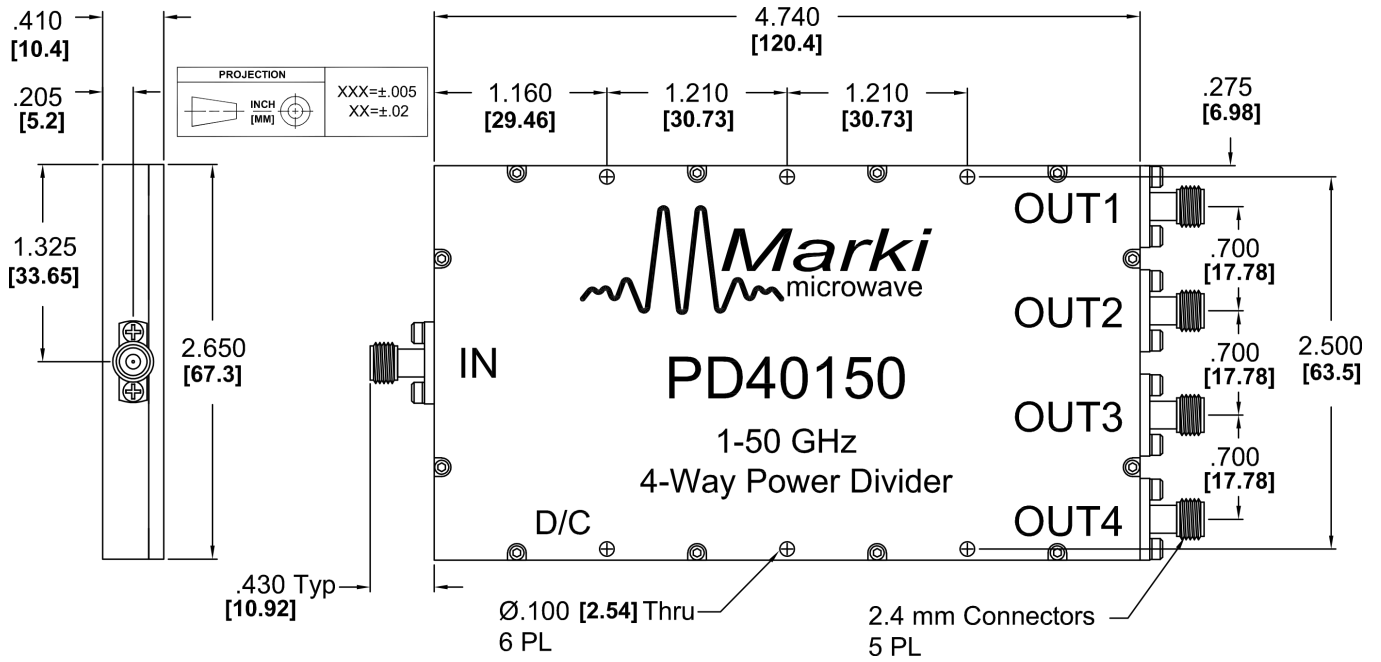 .410
[10.4]
4.740
[120.4]
PROJECTION
INCH
[MM]
XXX=±.005
XX=±.02
.205
[5.2]
1.160
[29.46]
1.210
[30.73]
1.210
[30.73]
.275
[6.98]
OUT1
Marki
microwave
1.325
[33.65]
.700
[17.78]
OUT2
IN
2.650
[67.3]
PD40150
.700
[17.78]
2.500
[63.5]
OUT3
1-50 GHz
4-Way Power Divider
.700
[17.78]
D/C
OUT4
.430 Typ
[10.92]
Ø.100 [2.54] Thru
6 PL
2.4 mm Connectors
5 PL